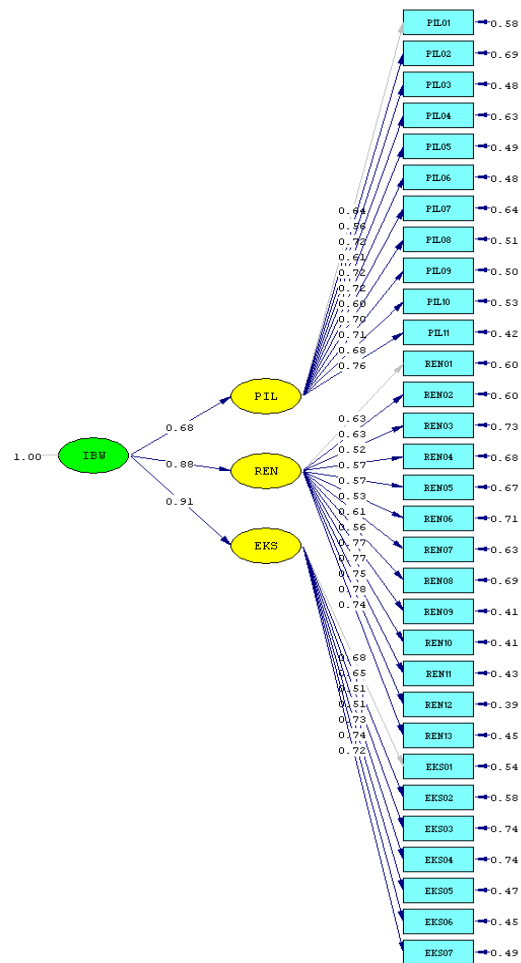 PIL01 0.58
PIL02 0.69
PIL03 0.48
PIL04 0.63
PIL05 0.49
PIL06 0.48
PIL07 0.64
PIL08 0.51
PIL09 0.50
PIL10 0.53
PIL11 0.42
REN01 0.60
REN02 0.60
REN03 0.73
REN04 0.68
REN05 0.67
REN06 0.71
REN07 0.63
REN08 0.69
REN09 0.41
REN10 0.41
REN11 0.43
REN12 0.39
REN13 0.45
EKS01 0.54
EKS02 0.58
EKS03 0.74
EKS04 0.74
EKS05 0.47
EKS06 0.45
EKS07 0.49
0.64
0.56
0.72
0.61
0.72
0.72
0.60
0.70
0.71
0.68
0.76
PIL
0.68
1.00
IBW
0.88
REN
0.91
EKS
0.63
0.63
0.52
0.57
0.57
0.53
0.61
0.56
0.77
0.77
0.75
0.78
0.74
0.68
0.65
0.51
0.51
0.73
0.74
0.72